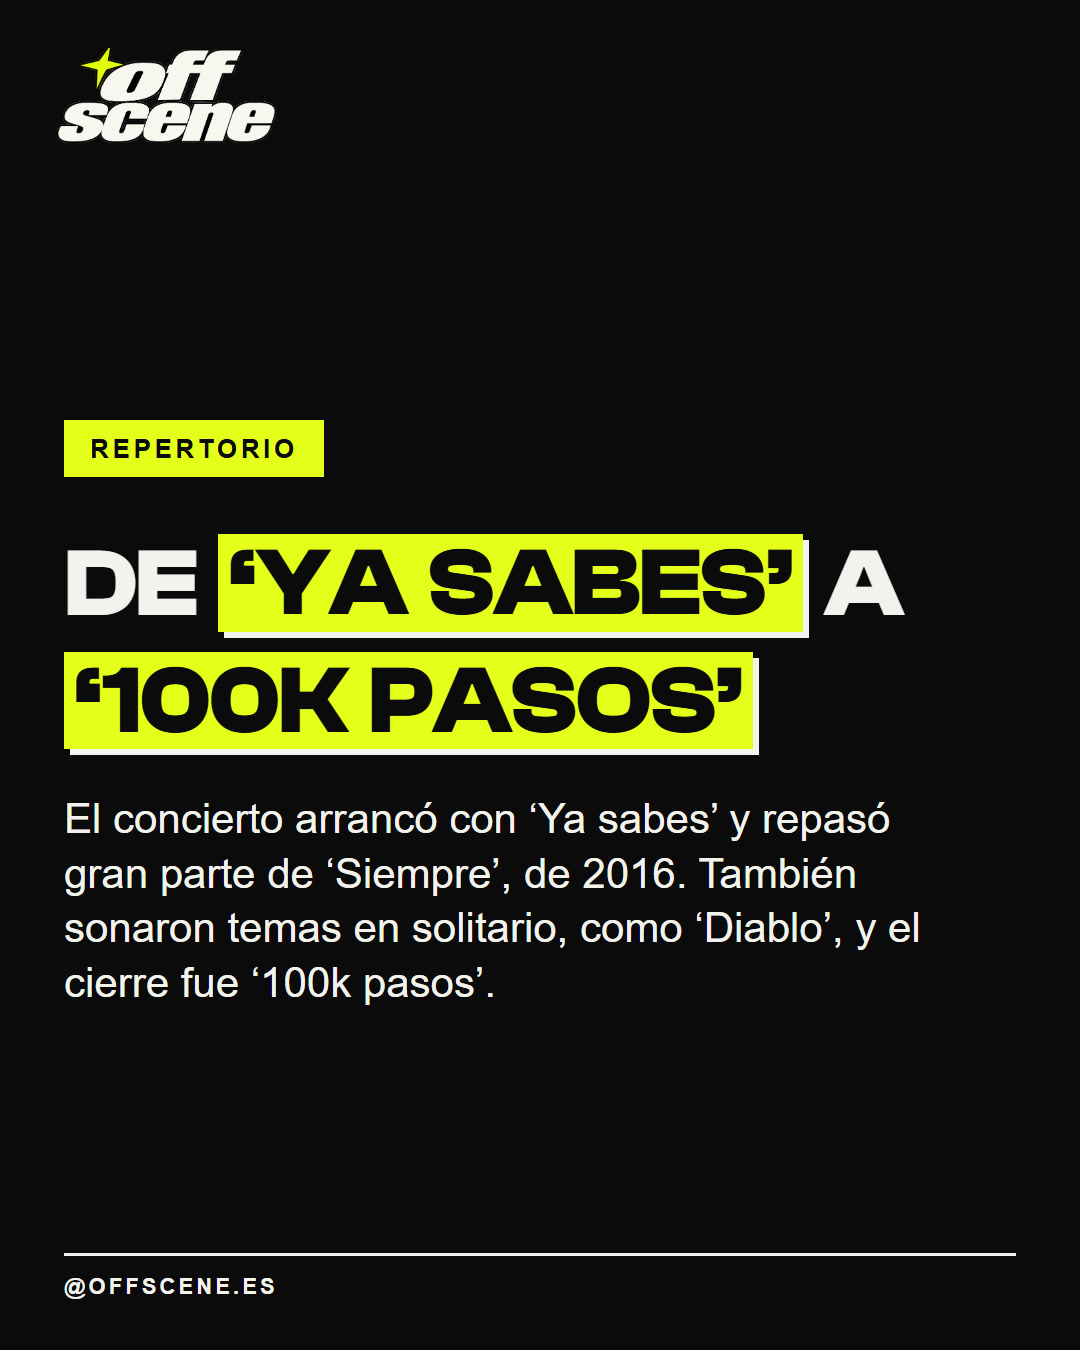 off
scene
REPERTORIO
DE ‘YA SABES’ A
‘100K PASOS’
El concierto arrancó con ‘Ya sabes’ y repasó
gran parte de ‘Siempre’, de 2016. También
sonaron temas en solitario, como ‘Diablo’, y el
cierre fue ‘100k pasos’.
@OFFSCENE.ES